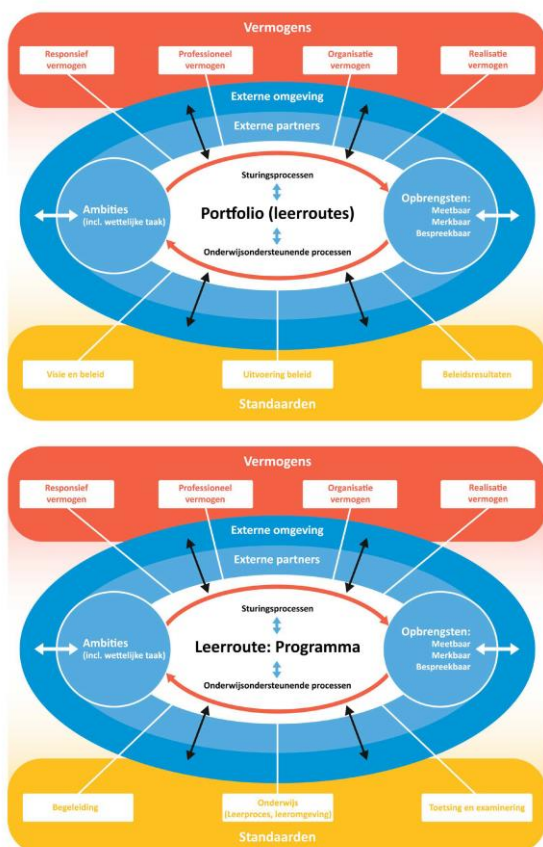 Vermogens
Responsief
vermogen
Professioneel
vermogen
Organisatie
vermogen
Realisatie
vermogen
Externe omgeving
Externe partners
Sturingsprocessen
Ambities
(incl. wettelijke taak)
Portfolio (leerroutes)
Opbrengsten:
Meetbaar
Merkbaar
Bespreekbaar
Onderwijsondersteunende processen
Visie en beleid
Uitvoering beleid
Beleidsresultaten
Standaarden
Vermogens
Responsief
vermogen
Professioneel
vermogen
Organisatie
vermogen
Realisatie
vermogen
Externe omgeving
Externe partners
Sturingsprocessen
Ambities
(incl. wettelijke taak)
Leerroute: Programma
Opbrengsten:
Meetbaar
Merkbaar
Bespreekbaar
Onderwijsondersteunende processen
Begeleiding
Onderwijs
(Leerproces, leeromgeving)
Toetsing en examinering
Standaarden